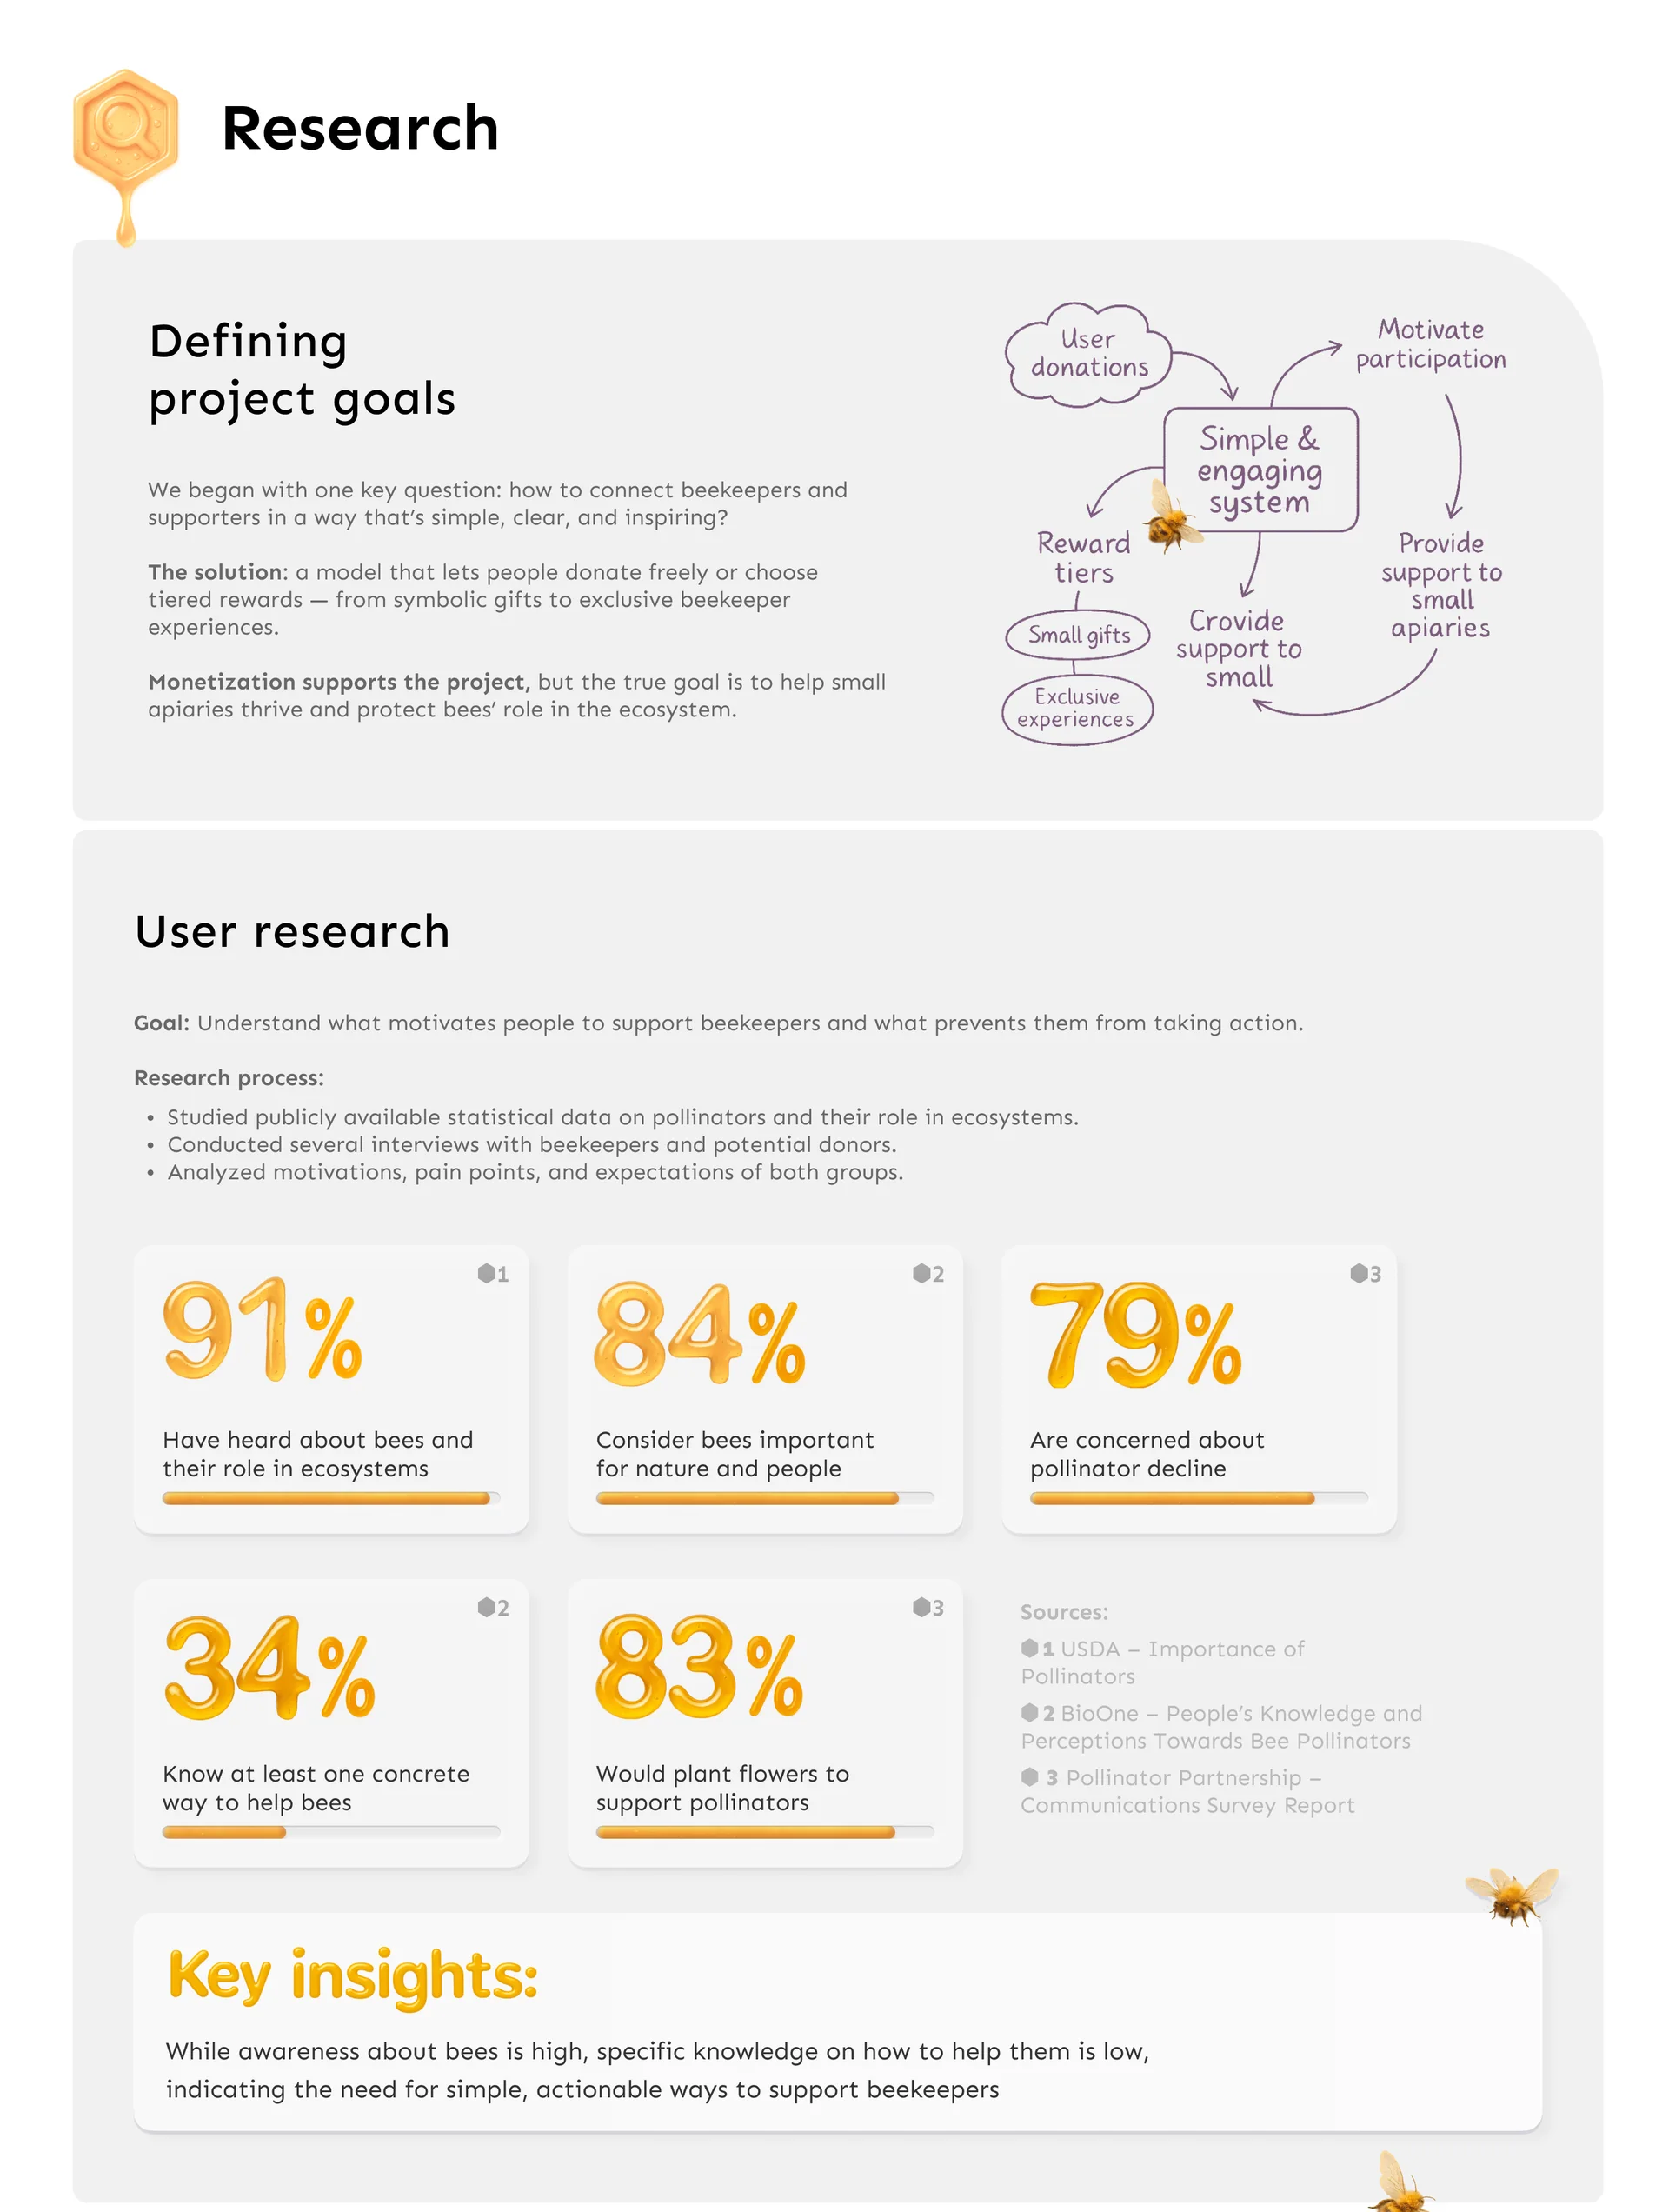 Research
Defining
project goals
We began with one key question: how to connect beekeepers and
supporters in a way that’s simple, clear, and inspiring?
The solution: a model that lets people donate freely or choose
tiered rewards — from symbolic gifts to exclusive beekeeper
experiences.
Monetization supports the project, but the true goal is to help small
apiaries thrive and protect bees’ role in the ecosystem.
User
donations
Motivate
participation
Simple &
engaging
system
Reward
tiers
Small gifts
Exclusive
experiences
Crovide
support to
small
Provide
support to
small
apiaries
User research
Goal: Understand what motivates people to support beekeepers and what prevents them from taking action.
Research process:
• Studied publicly available statistical data on pollinators and their role in ecosystems.
• Conducted several interviews with beekeepers and potential donors.
• Analyzed motivations, pain points, and expectations of both groups.
1
91%
Have heard about bees and
their role in ecosystems
2
84%
Consider bees important
for nature and people
3
79%
Are concerned about
pollinator decline
2
34%
Know at least one concrete
way to help bees
3
83%
Would plant flowers to
support pollinators
Sources:
1 USDA – Importance of
Pollinators
2 BioOne – People’s Knowledge and
Perceptions Towards Bee Pollinators
3 Pollinator Partnership –
Communications Survey Report
Key insights:
While awareness about bees is high, specific knowledge on how to help them is low,
indicating the need for simple, actionable ways to support beekeepers